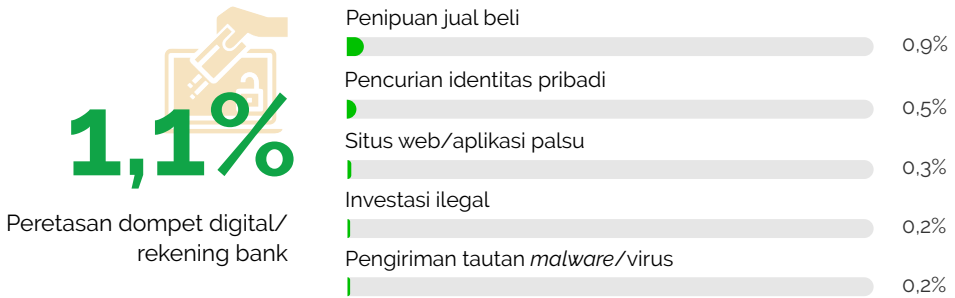 1,1%
Peretasan dompet digital/
rekening bank
Penipuan jual beli
0,9%
Pencurian identitas pribadi
0,5%
Situs web/aplikasi palsu
0,3%
Investasi ilegal
0,2%
Pengiriman tautan malware/virus
0,2%